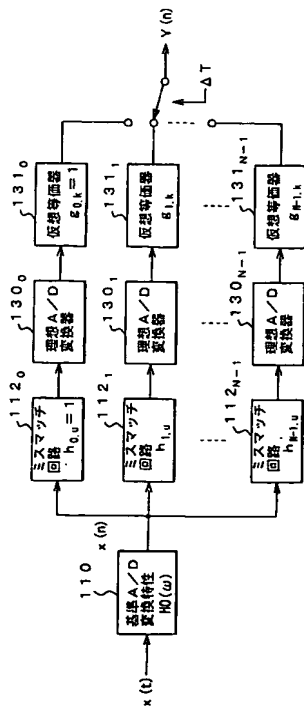 x(t)
110
基準A/D
変換特性
H0(ω)
x(n)
112₀
ミスマッチ
回路
h₀,ᵤ=1
130₀
理想A/D
変換器
131₀
仮想等価器
g₀,ₖ=1
112₁
ミスマッチ
回路
h₁,ᵤ
130₁
理想A/D
変換器
131₁
仮想等価器
g₁,ₖ
112N-1
ミスマッチ
回路
hN-1,u
130N-1
理想A/D
変換器
131N-1
仮想等価器
gN-1,k
ΔT
Y(n)